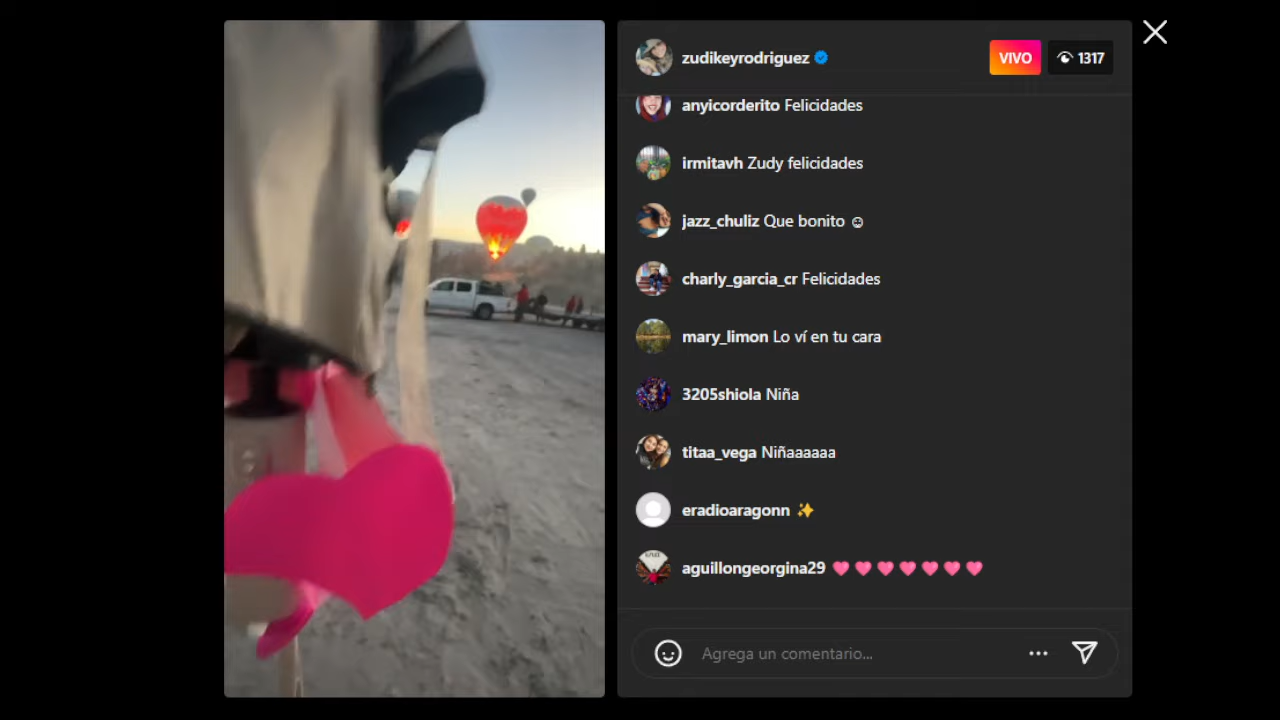 zudikeyrodriguez
VIVO
1317
anyicorderito Felicidades
irmitavh Zudy felicidades
jazz_chuliz Que bonito ☺
charly_garcia_cr Felicidades
mary_limon Lo ví en tu cara
3205shiola Niña
titaa_vega Niñaaaaaa
eradioaragonn ✨
aguillongeorgina29 💗💗💗💗💗💗💗
Agrega un comentario...